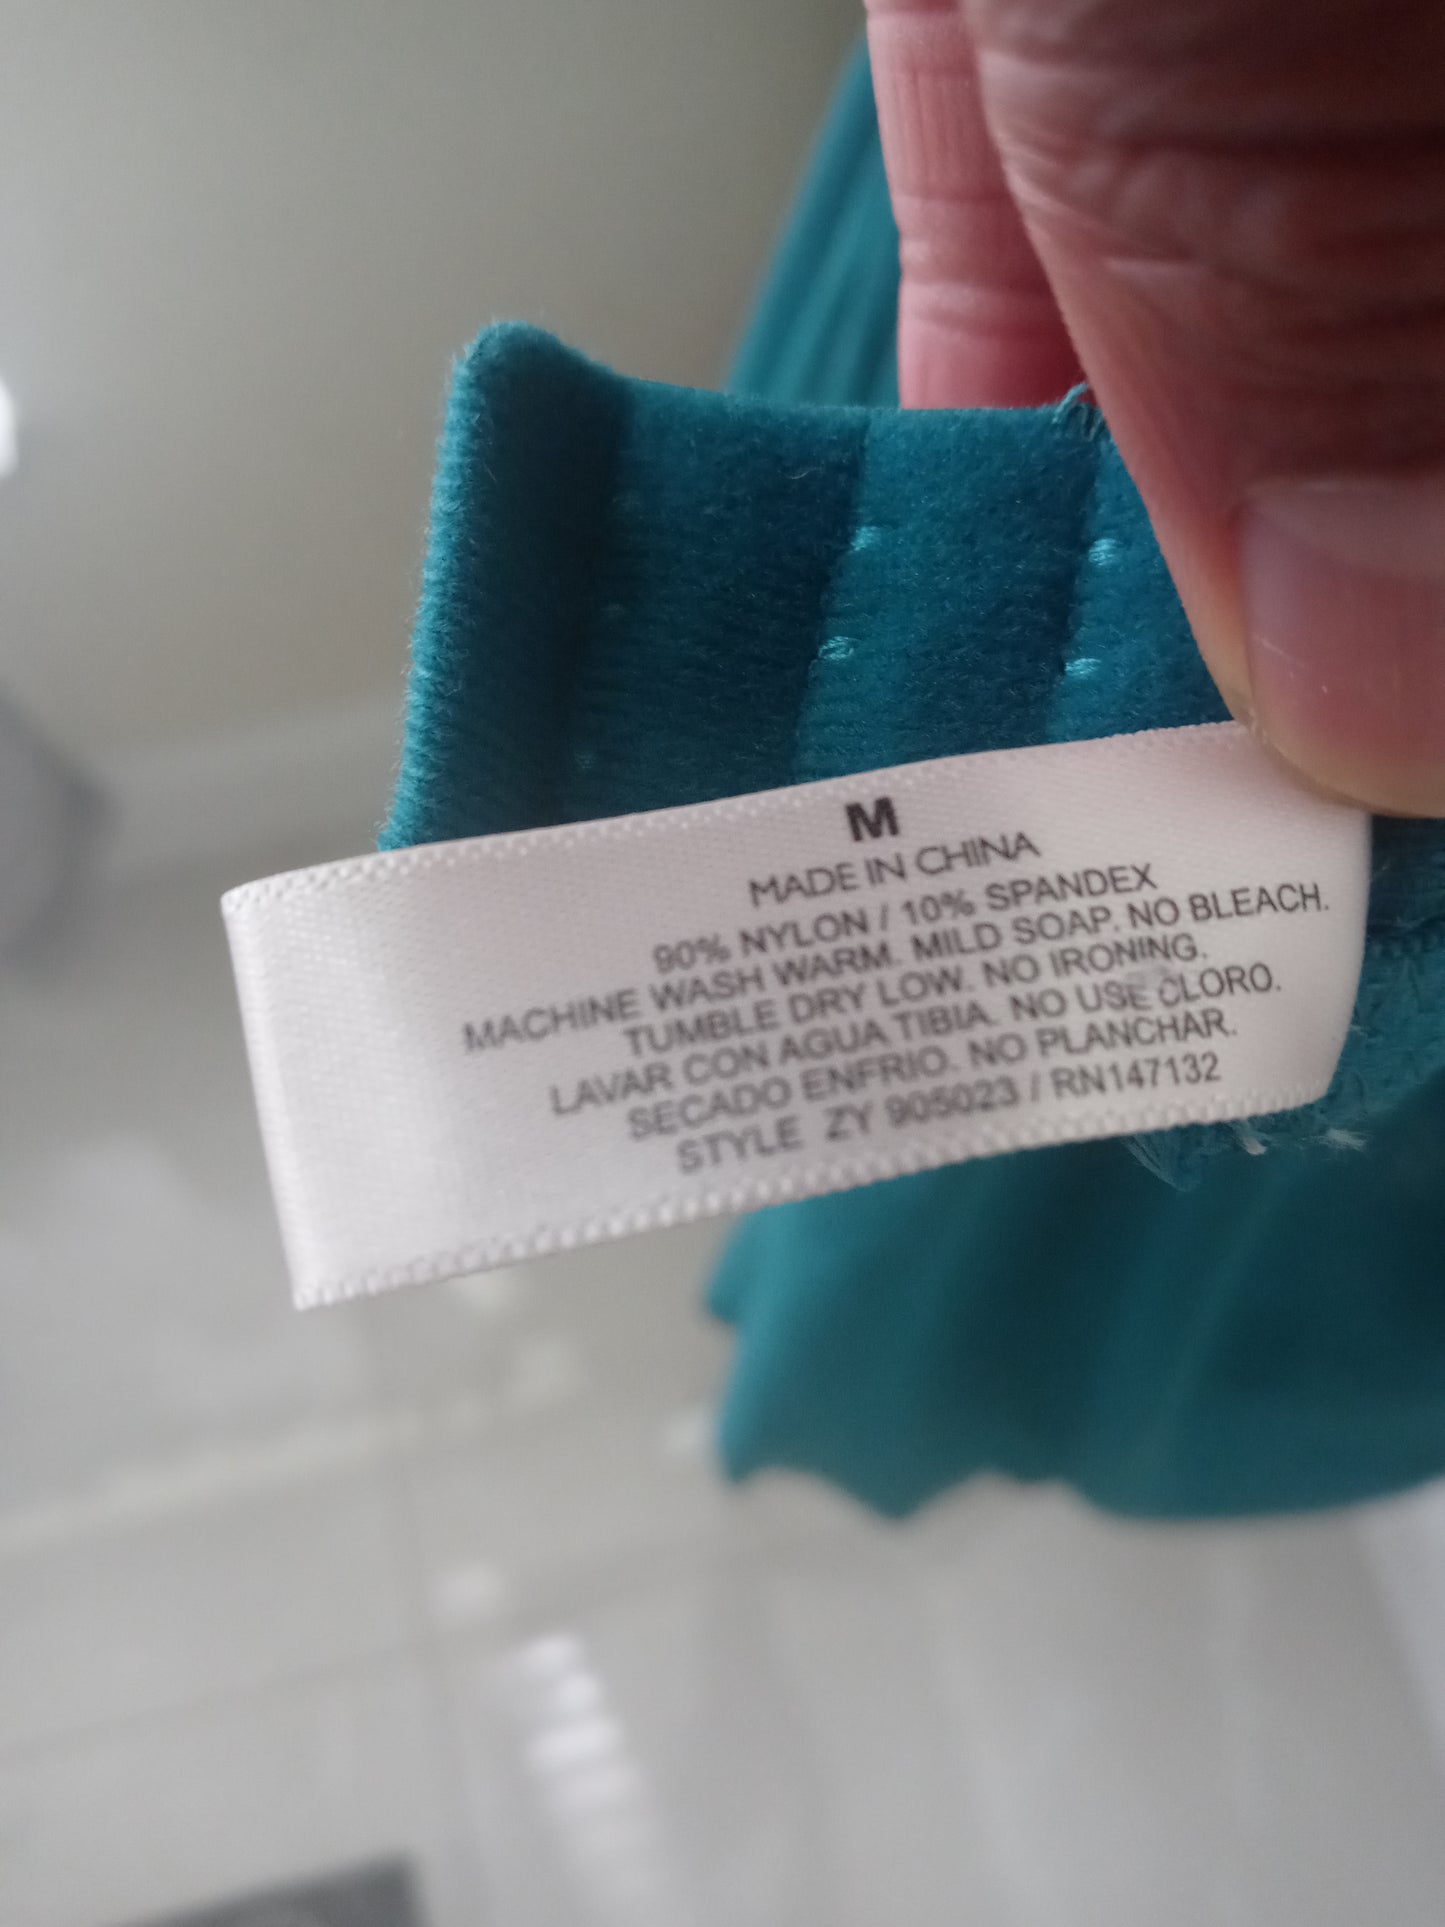 M
MADE IN CHINA
90% NYLON / 10% SPANDEX
MACHINE WASH WARM. MILD SOAP. NO BLEACH.
TUMBLE DRY LOW. NO IRONING.
LAVAR CON AGUA TIBIA. NO USE CLORO.
SECADO ENFRIO. NO PLANCHAR.
STYLE ZY 905023 / RN147132